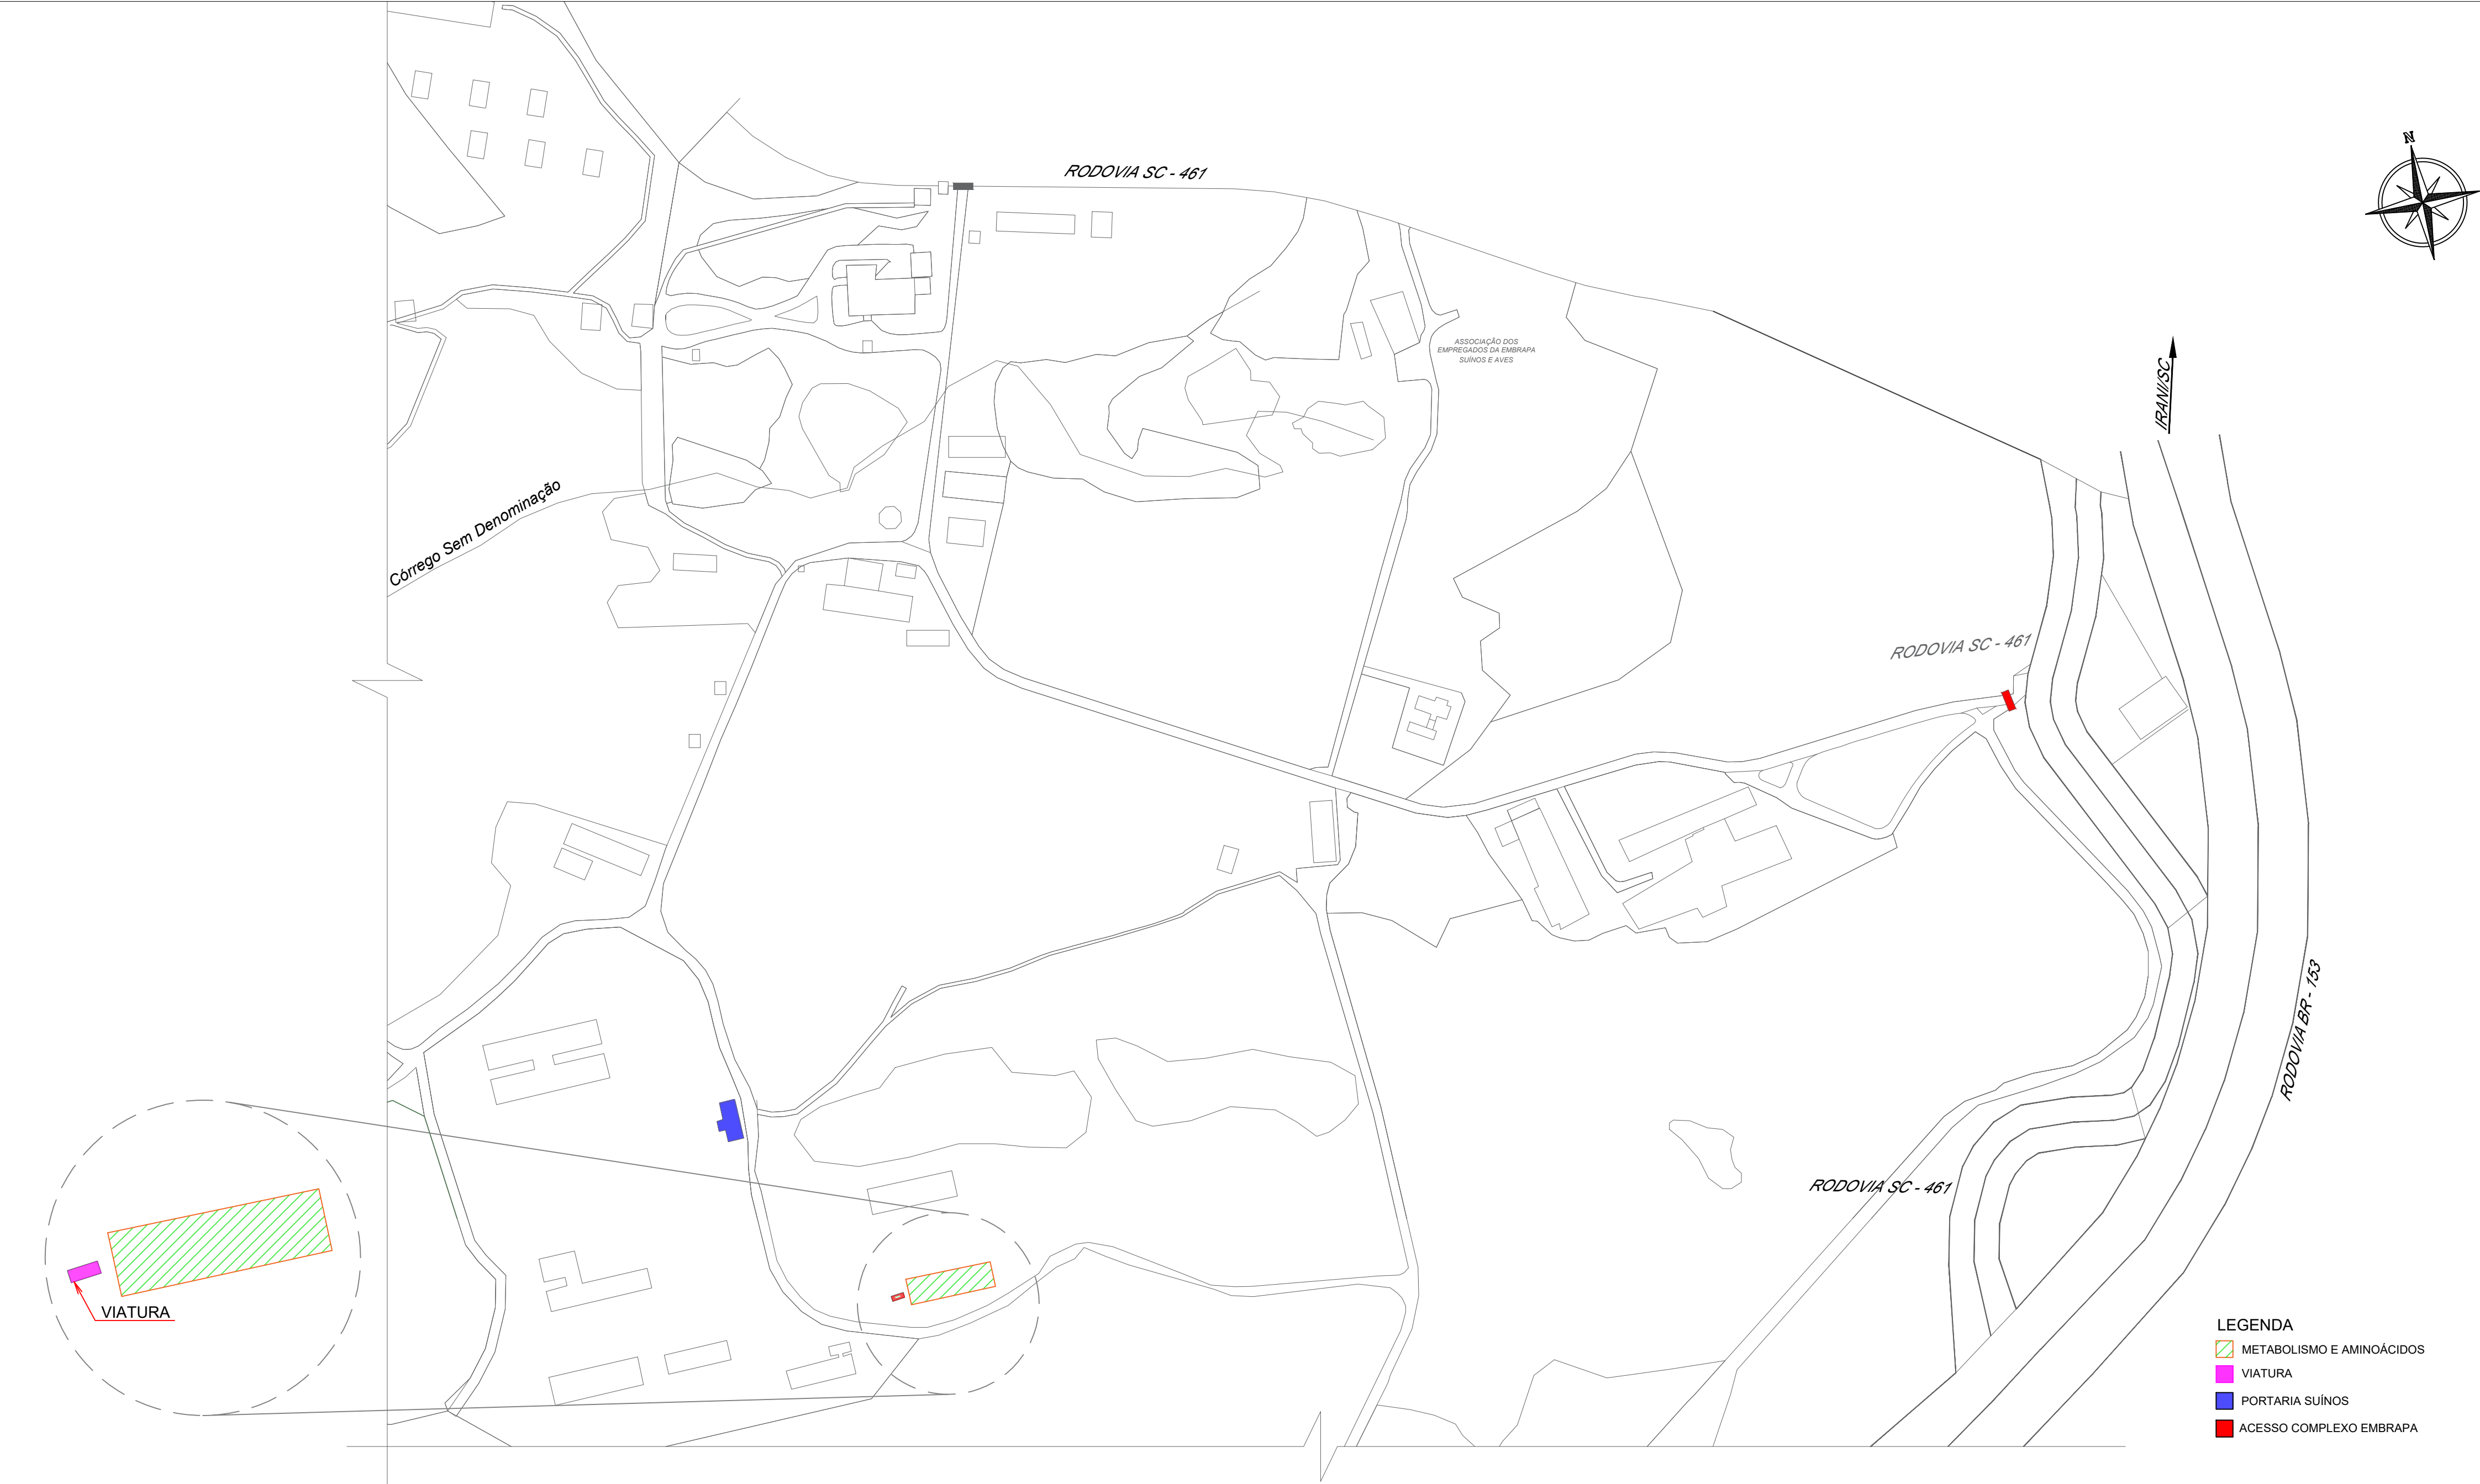 N
RODOVIA SC - 461
ASSOCIAÇÃO DOS
EMPREGADOS DA EMBRAPA
SUÍNOS E AVES
IRANI/SC
Córrego Sem Denominação
RODOVIA SC - 461
RODOVIA BR - 153
RODOVIA SC - 461
VIATURA
LEGENDA
METABOLISMO E AMINOÁCIDOS
VIATURA
PORTARIA SUÍNOS
ACESSO COMPLEXO EMBRAPA